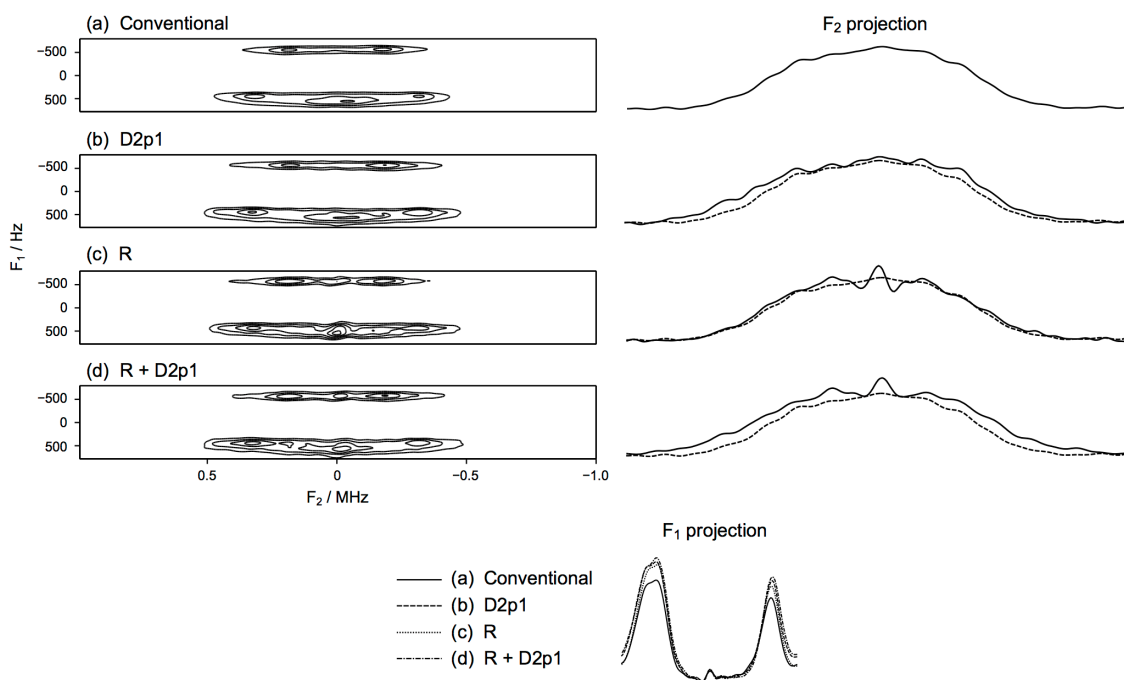 (a) Conventional
F₂ projection
−500
0
500
(b) D2p1
−500
0
500
(c) R
−500
0
500
(d) R + D2p1
−500
0
500
F₁ / Hz
0.5 0 −0.5 −1.0
F₂ / MHz
F₁ projection
(a) Conventional
(b) D2p1
(c) R
(d) R + D2p1